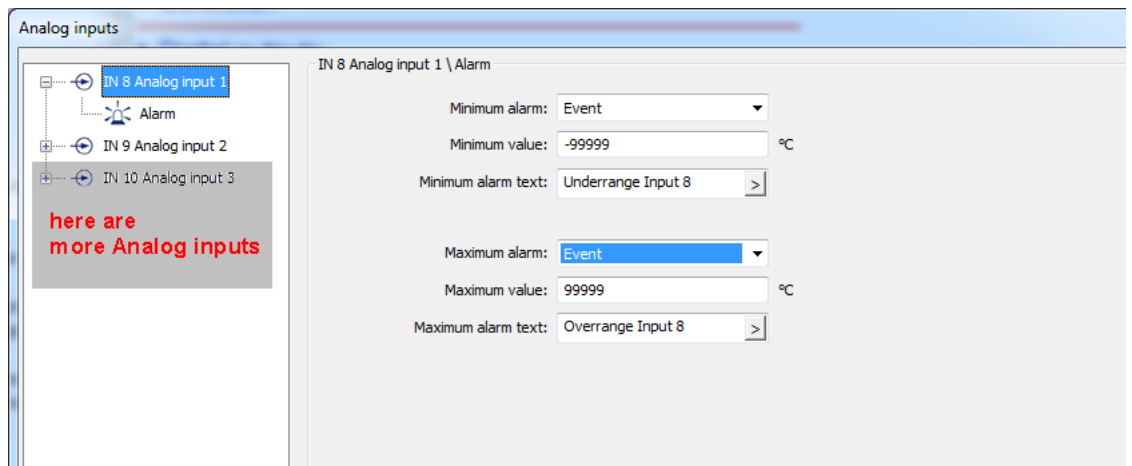 Analog inputs
IN 8 Analog input 1
Alarm
IN 9 Analog input 2
IN 10 Analog input 3
here are
more Analog inputs
IN 8 Analog input 1 \ Alarm
Minimum alarm: Event
Minimum value: -99999 °C
Minimum alarm text: Underrange Input 8 >
Maximum alarm: Event
Maximum value: 99999 °C
Maximum alarm text: Overrange Input 8 >